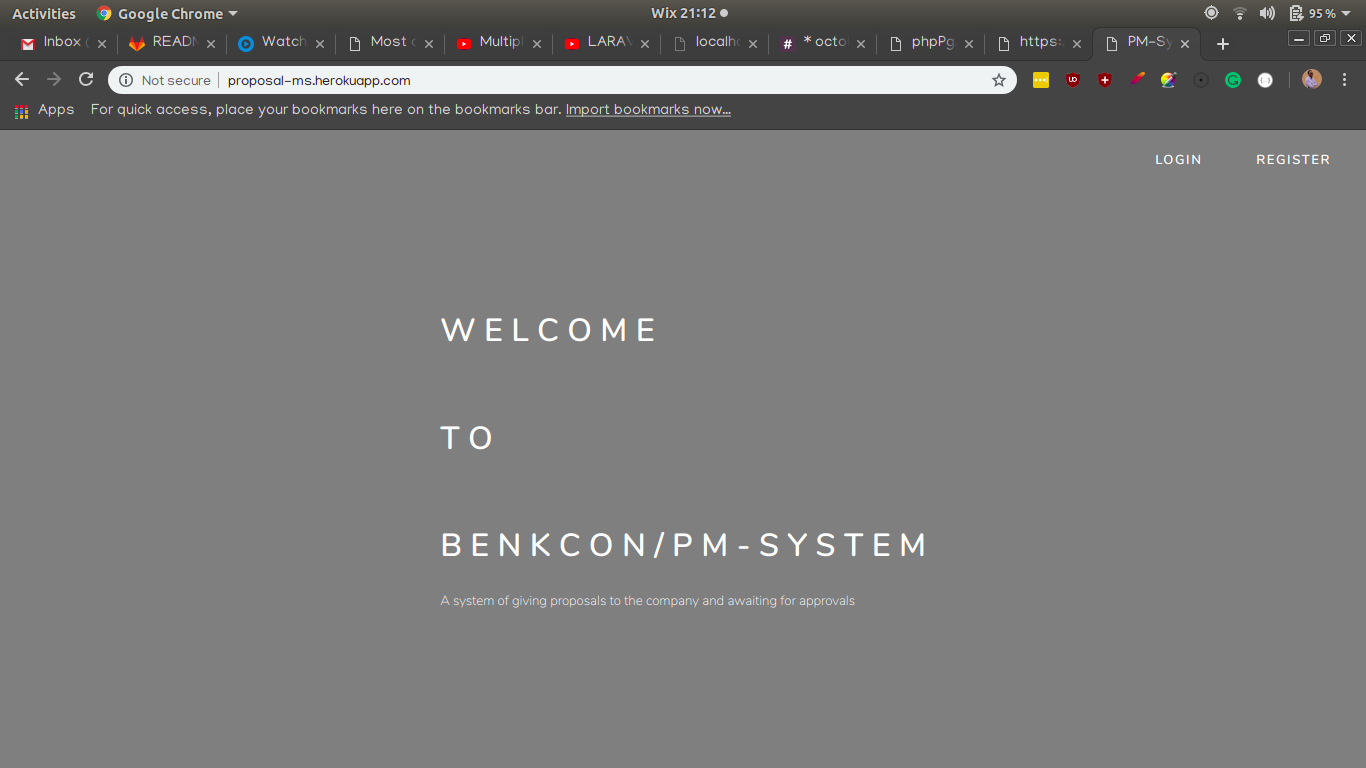 Activities Google Chrome Wix 21:12 95 %
Inbox ( READ Watch Most Multip LARA localho * octo phpPg https: PM-Sy
Not secure proposal-ms.herokuapp.com
Apps For quick access, place your bookmarks here on the bookmarks bar. Import bookmarks now...
LOGIN REGISTER
WELCOME
TO
BENKCON/PM-SYSTEM
A system of giving proposals to the company and awaiting for approvals